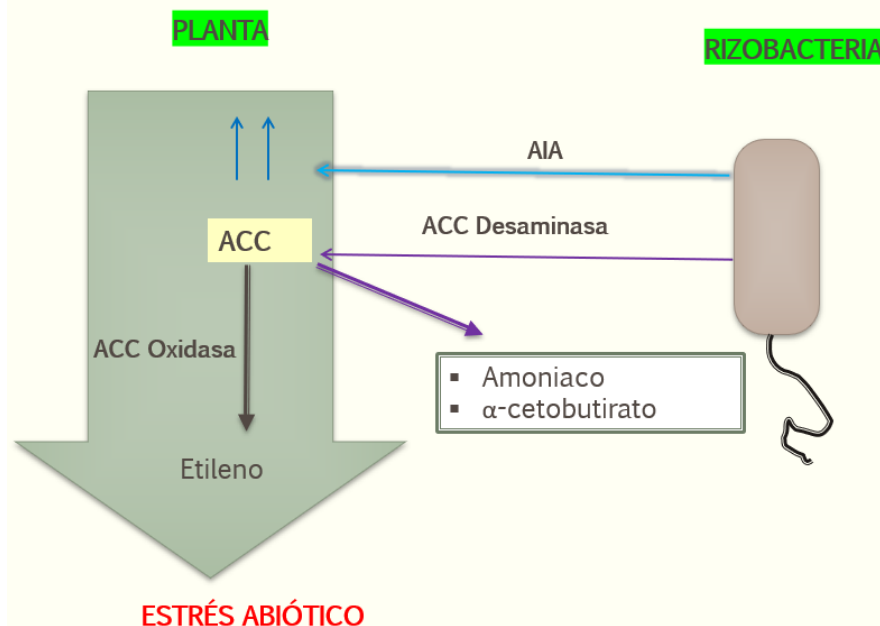 PLANTA
RIZOBACTERIA
AIA
ACC Desaminasa
ACC
ACC Oxidasa
▪ Amoniaco
▪ α-cetobutirato
Etileno
ESTRÉS ABIÓTICO